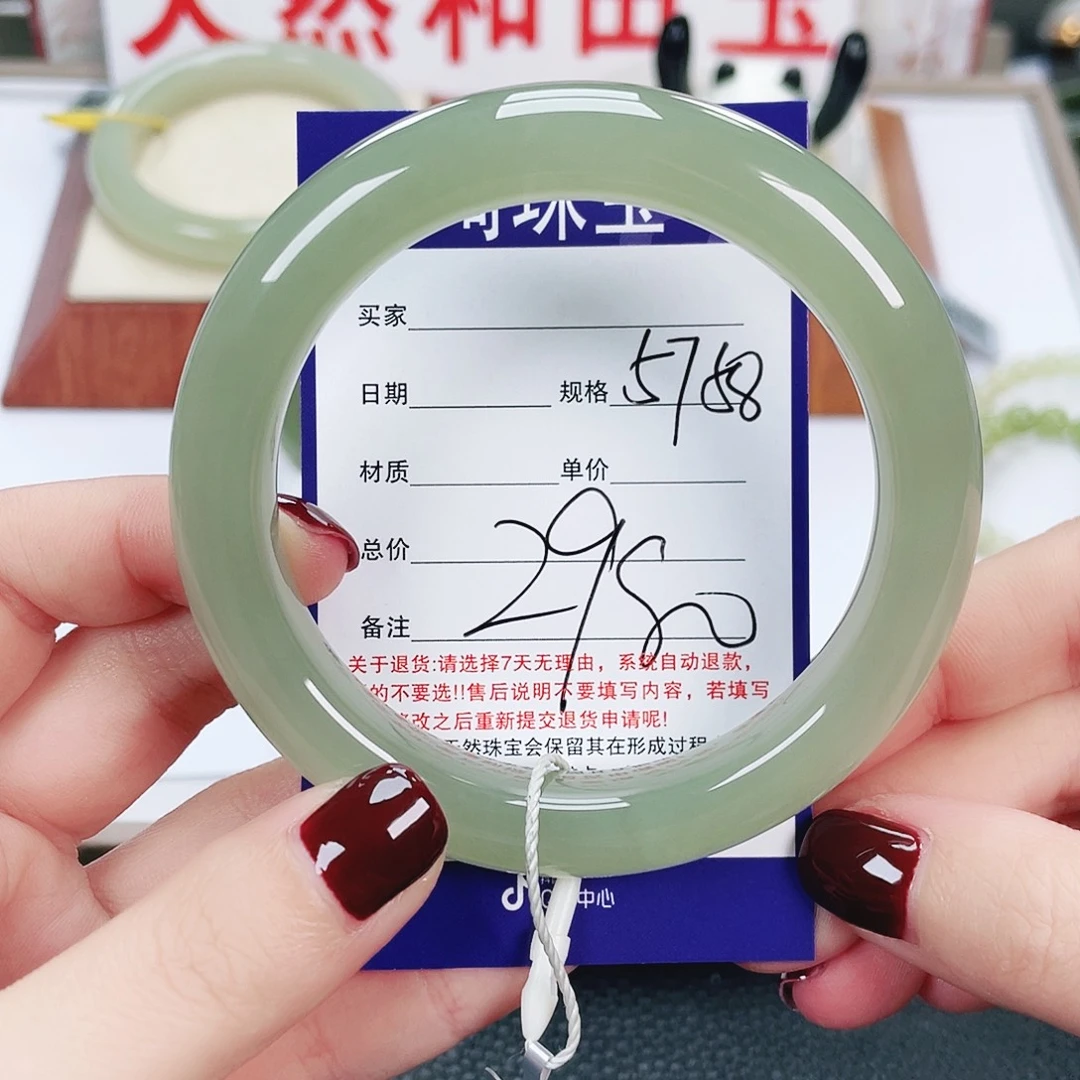 天然和田玉
珠宝
买家
日期 规格 5758
材质 单价
总价 2950
备注
关于退货:请选择7天无理由，系统自动退款，
的不要选!!售后说明不要填写内容，若填写
修改之后重新提交退货申请呢!
天然珠宝会保留其在形成过程
中心